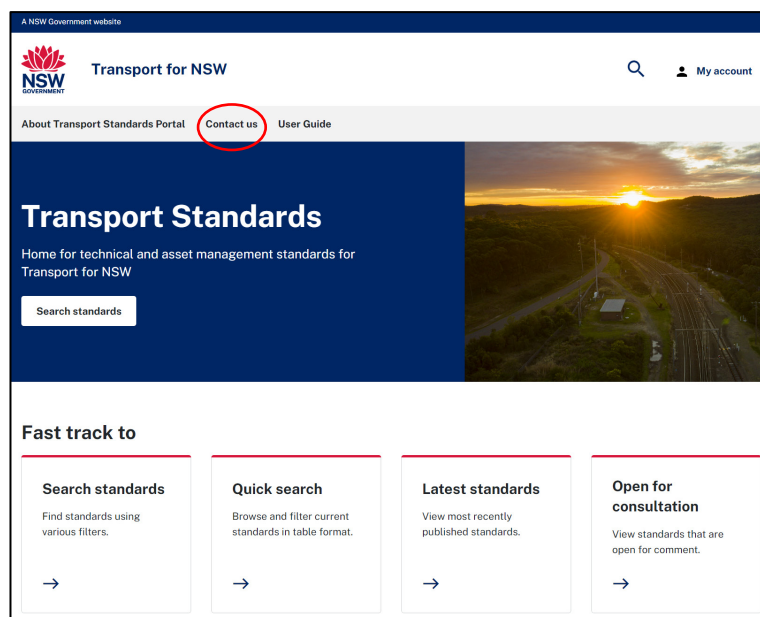 A NSW Government website
NSW
GOVERNMENT
Transport for NSW
My account
About Transport Standards Portal
Contact us
User Guide
Transport Standards
Home for technical and asset management standards for
Transport for NSW
Search standards
Fast track to
Search standards
Find standards using
various filters.
Quick search
Browse and filter current
standards in table format.
Latest standards
View most recently
published standards.
Open for
consultation
View standards that are
open for comment.